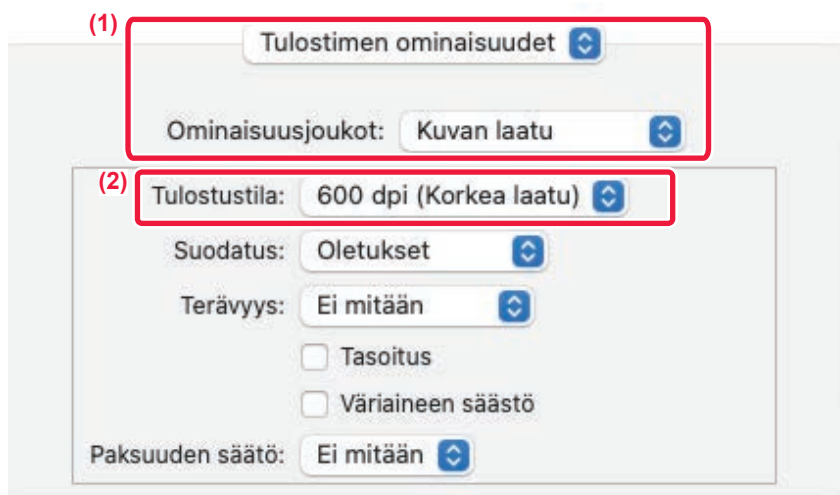 (1)
Tulostimen ominaisuudet
Ominaisuusjoukot: Kuvan laatu
(2)
Tulostustila: 600 dpi (Korkea laatu)
Suodatus: Oletukset
Terävyys: Ei mitään
Tasoitus
Väriaineen säästö
Paksuuden säätö: Ei mitään